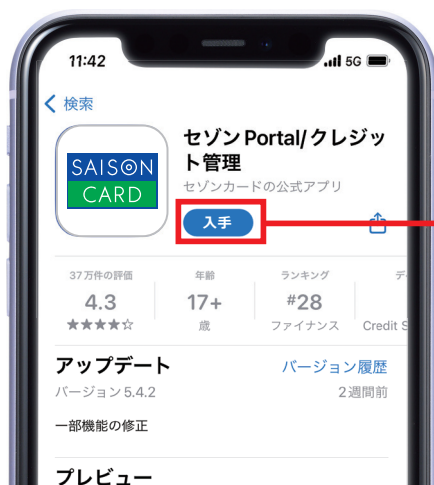 11:42
5G
検索
SAISON
CARD
セゾンPortal/クレジッ
ト管理
セゾンカードの公式アプリ
入手
37万件の評価
年齢
ランキング
デ
4.3
17+
#28
★★★★☆
歳
ファイナンス
Credit S
アップデート
バージョン履歴
バージョン 5.4.2
2週間前
一部機能の修正
プレビュー